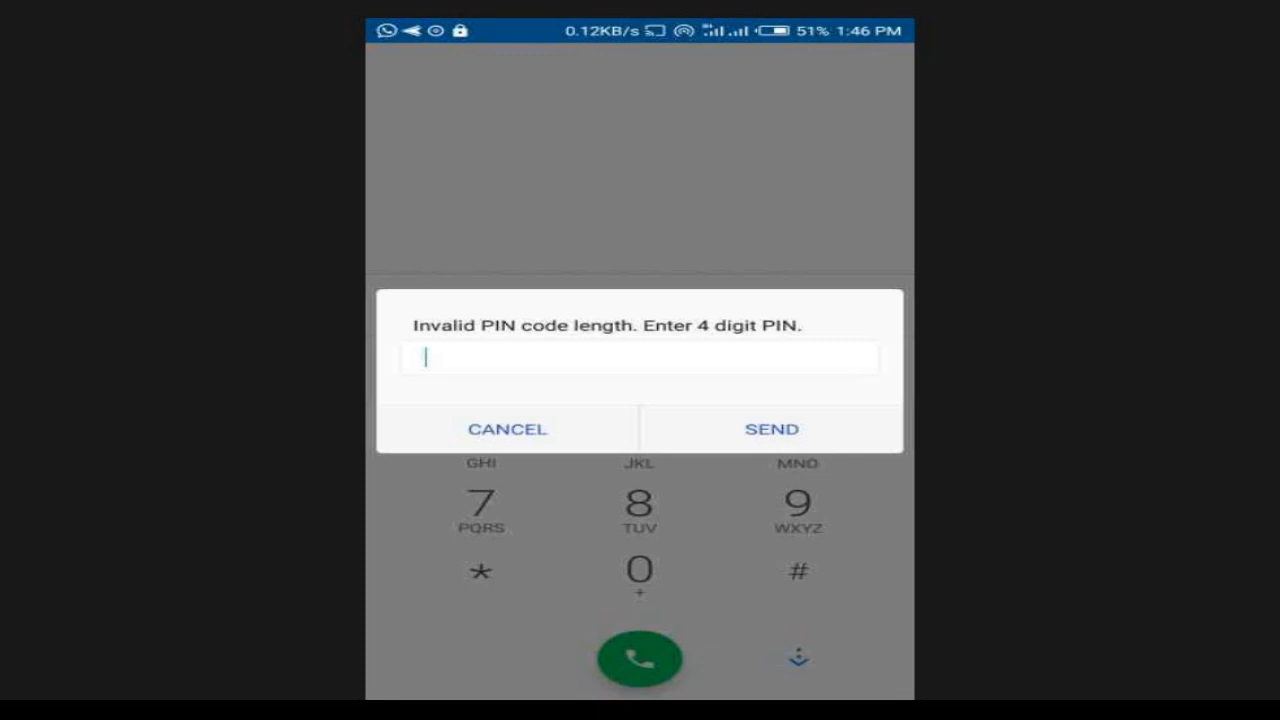 0.12KB/s 51% 1:46 PM
Invalid PIN code length. Enter 4 digit PIN.
CANCEL SEND
GHI JKL MNO
7 8 9
PQRS TUV WXYZ
* 0 #
+